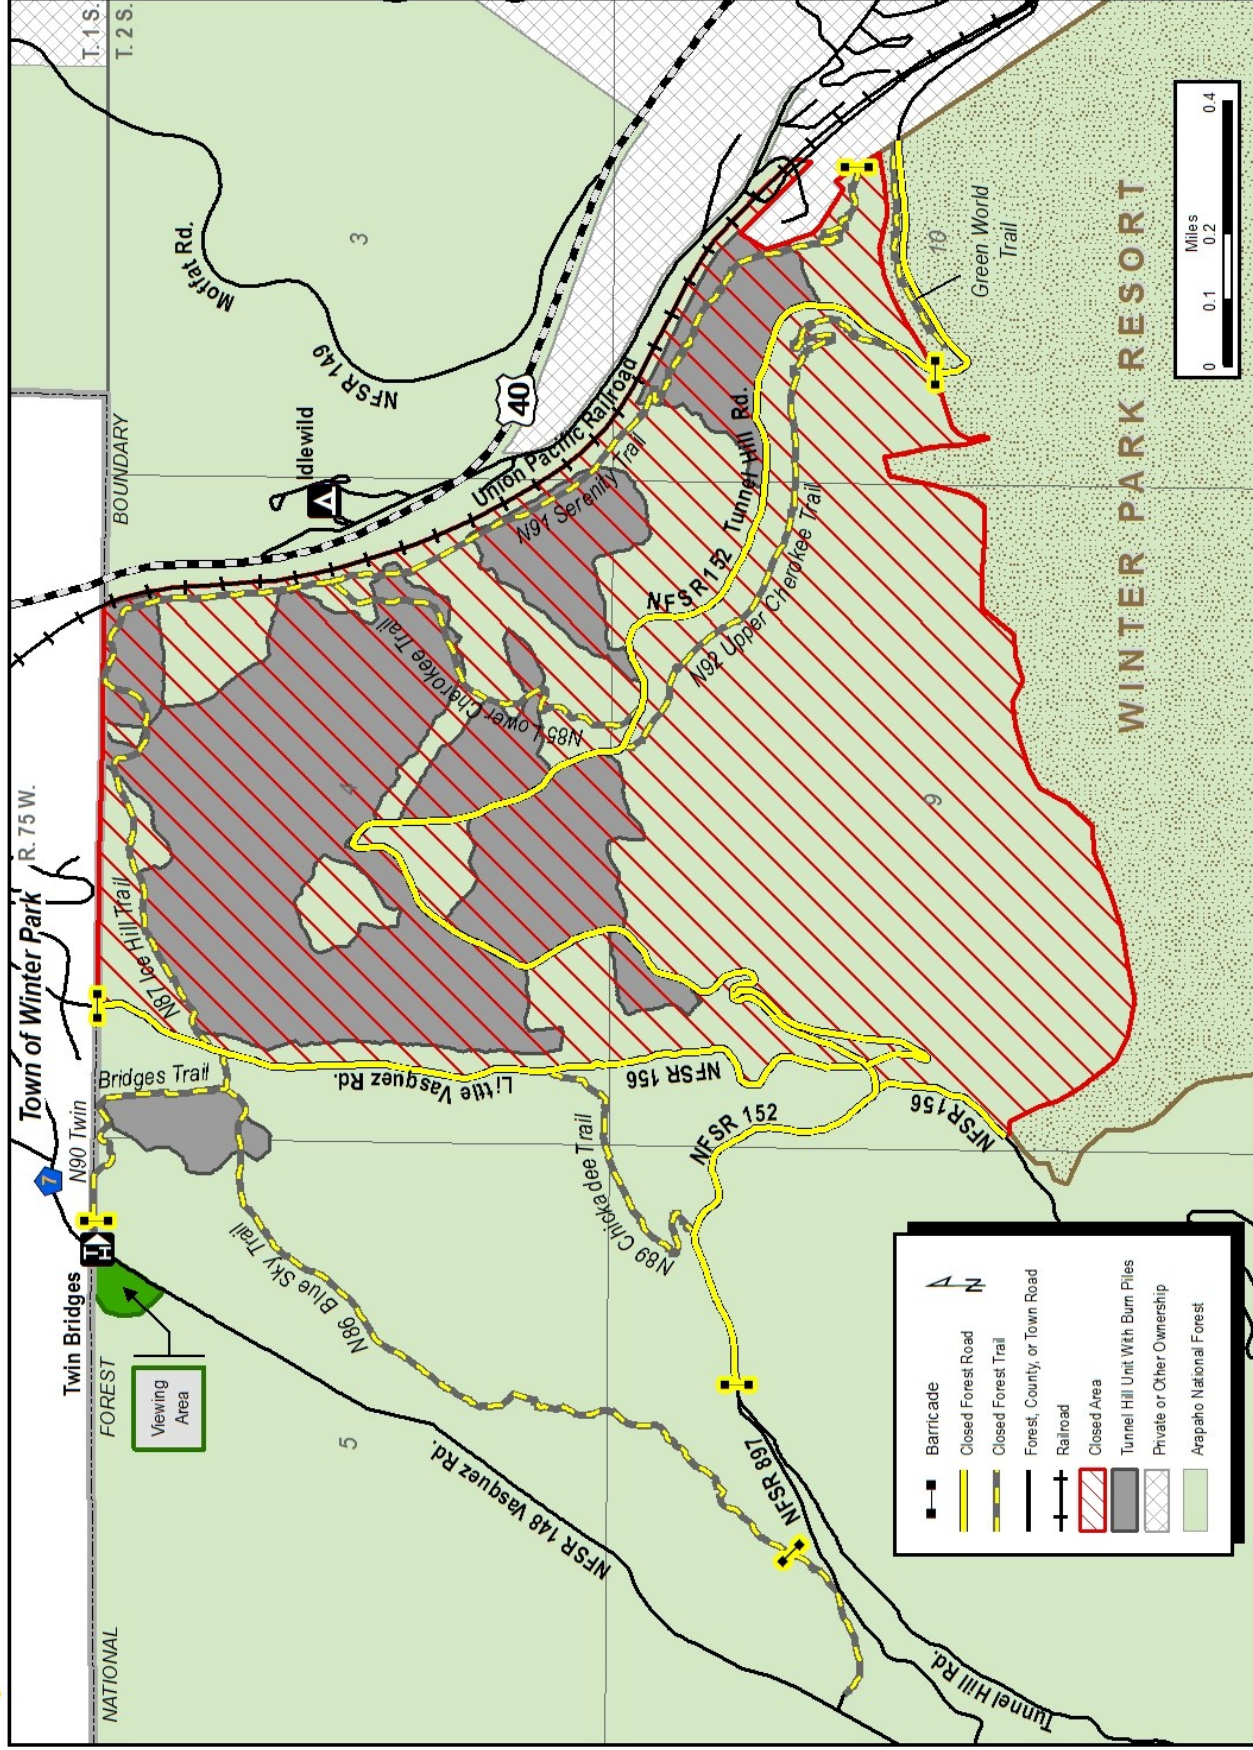 T. 1 S.
T. 2 S.
R. 75 W.
Town of Winter Park
7
Twin Bridges
TH
Viewing
Area
NATIONAL
FOREST
BOUNDARY
N90 Twin
Bridges Trail
N87 Ice Hill Trail
N86 Blue Sky Trail
NFSR 148 Vasquez Rd.
5
Little Vasquez Rd.
NFSR 156
N89 Chickadee Trail
NFSR 152
NFSR 156
NFSR 897
Tunnel Hill Rd.
4
N85 Lower Cherokee Trail
N91 Serenity Trail
Union Pacific Railroad
Idlewild
40
NFSR 149
Moffat Rd.
3
NFSR 152
Tunnel Hill Rd.
N92 Upper Cherokee Trail
9
10
Green World
Trail
WINTER PARK RESORT
N
Barricade
Closed Forest Road
Closed Forest Trail
Forest, County, or Town Road
Railroad
Closed Area
Tunnel Hill Unit With Burn Piles
Private or Other Ownership
Arapaho National Forest
Miles
0 0.1 0.2 0.4